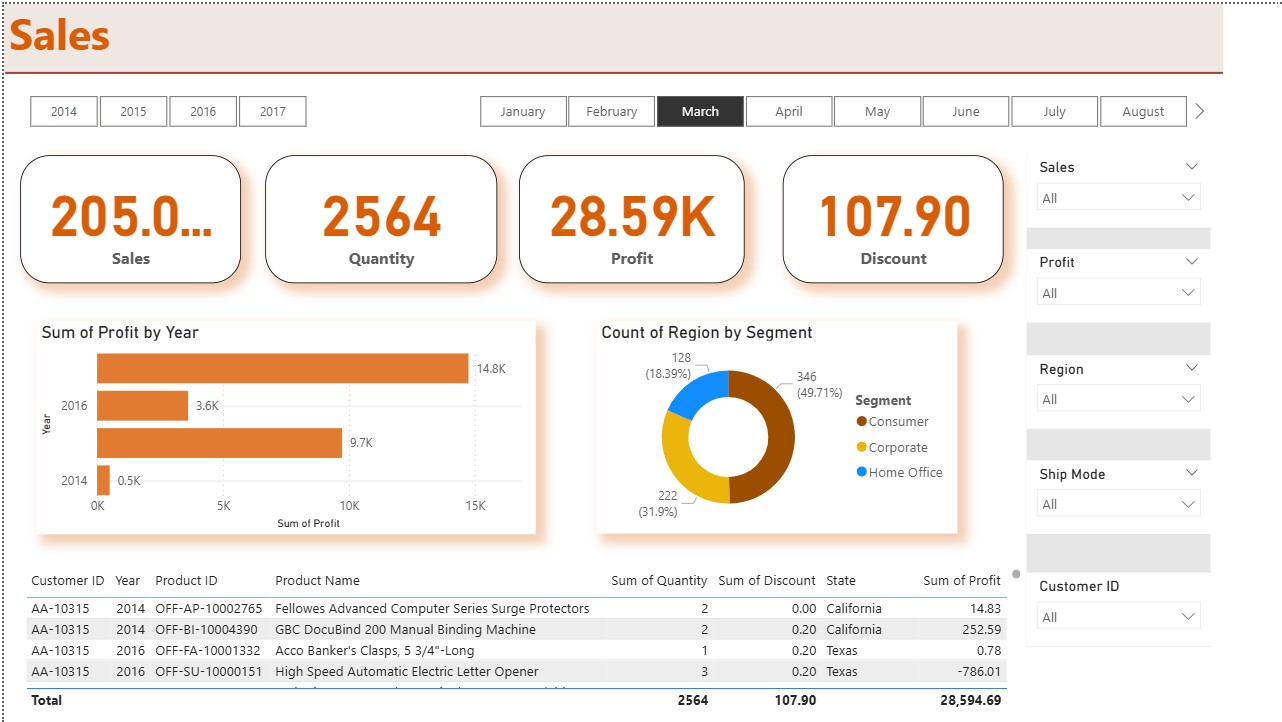 Sales
2014 2015 2016 2017 January February March April May June July August
205.0... 2564 28.59K 107.90
Sales Quantity Profit Discount
Sales
All
Profit
All
Region
All
Ship Mode
All
Customer ID
All
Sum of Profit by Year
14.8K
2016 3.6K
9.7K
2014 0.5K
Year
0K 5K 10K 15K
Sum of Profit
Count of Region by Segment
128
(18.39%)
346
(49.71%)
222
(31.9%)
Segment
Consumer
Corporate
Home Office
Customer ID Year Product ID Product Name Sum of Quantity Sum of Discount State Sum of Profit
AA-10315 2014 OFF-AP-10002765 Fellowes Advanced Computer Series Surge Protectors 2 0.00 California 14.83
AA-10315 2014 OFF-BI-10004390 GBC DocuBind 200 Manual Binding Machine 2 0.20 California 252.59
AA-10315 2016 OFF-FA-10001332 Acco Banker's Clasps, 5 3/4"-Long 1 0.20 Texas 0.78
AA-10315 2016 OFF-SU-10000151 High Speed Automatic Electric Letter Opener 3 0.20 Texas -786.01
Total 2564 107.90 28,594.69